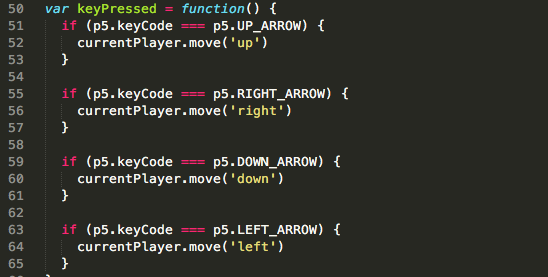 50 var keyPressed = function() {
51 if (p5.keyCode === p5.UP_ARROW) {
52 currentPlayer.move('up')
53 }
54
55 if (p5.keyCode === p5.RIGHT_ARROW) {
56 currentPlayer.move('right')
57 }
58
59 if (p5.keyCode === p5.DOWN_ARROW) {
60 currentPlayer.move('down')
61 }
62
63 if (p5.keyCode === p5.LEFT_ARROW) {
64 currentPlayer.move('left')
65 }